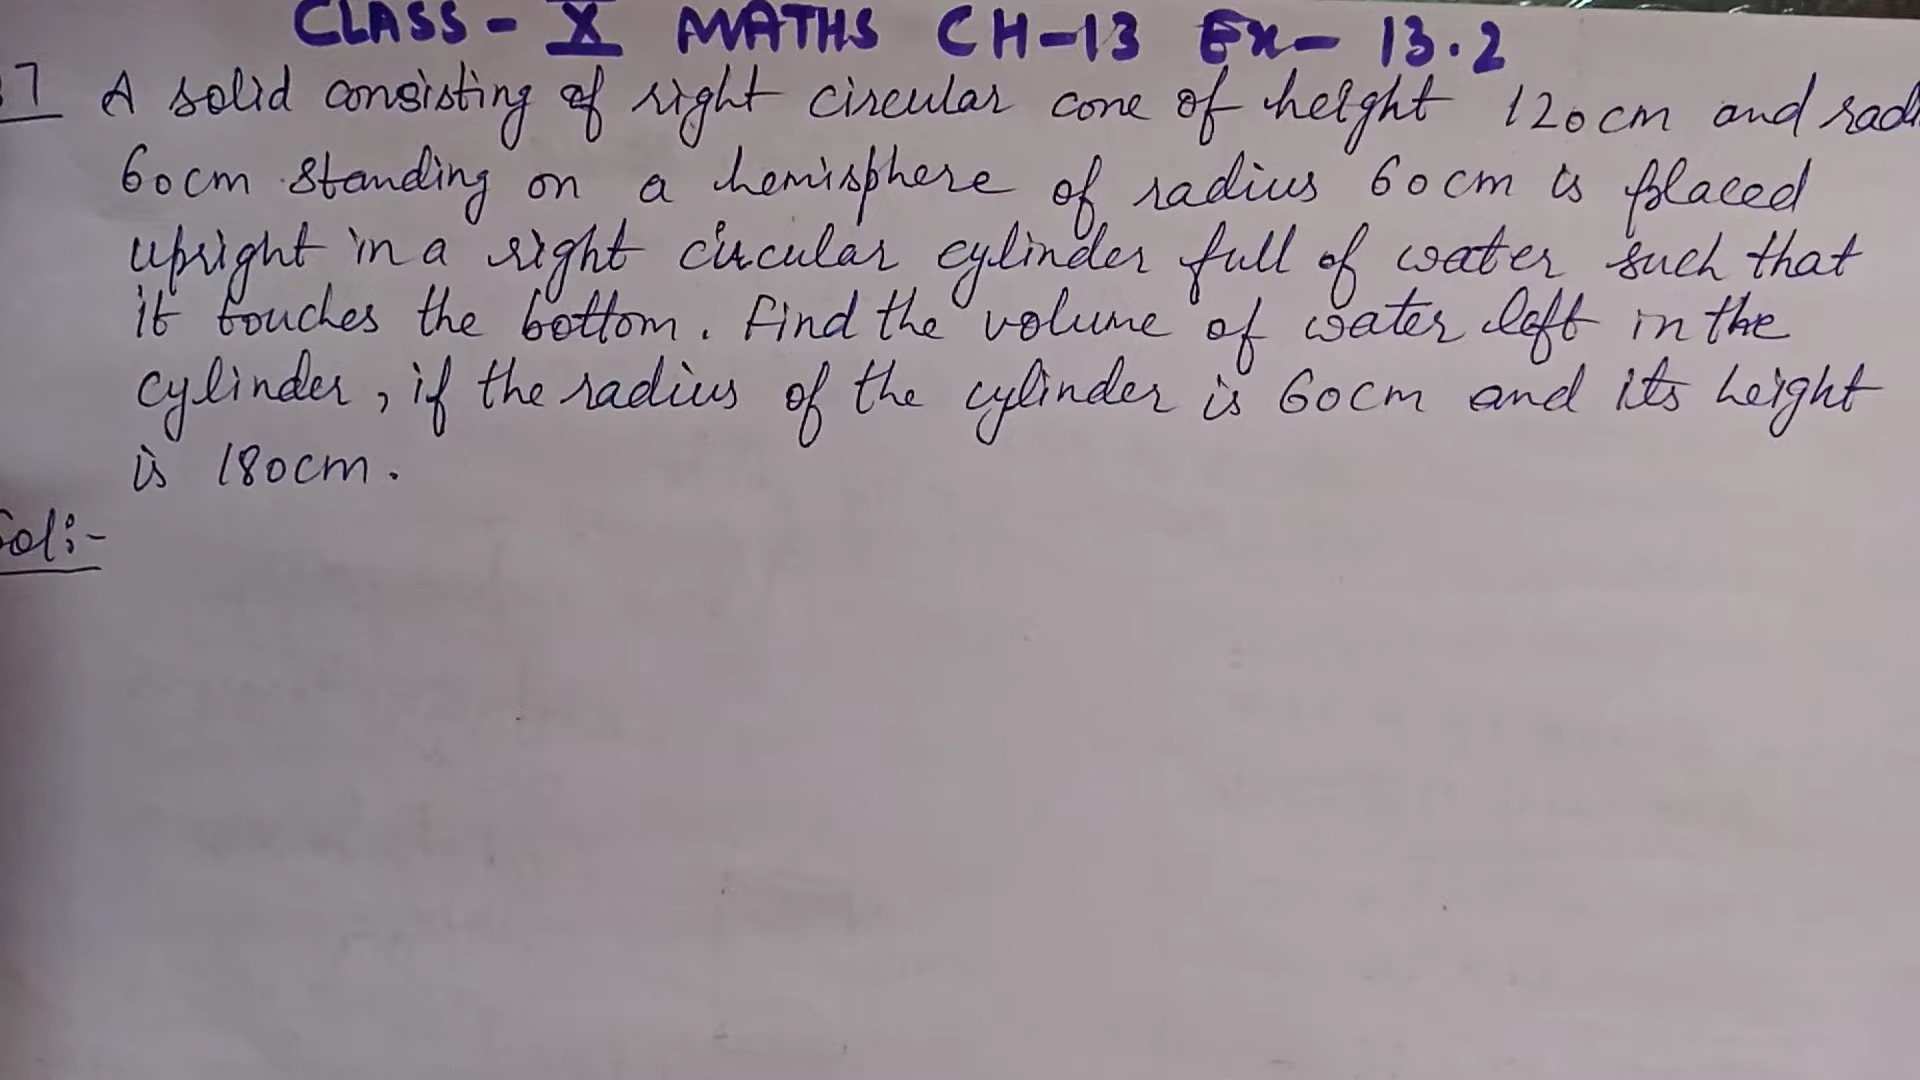 CLASS - X MATHS CH-13 Ex- 13.2
7 A solid consisting of right circular cone of height 120cm and
60cm standing on a hemisphere of radius 60cm is placed
upright in a right circular cylinder full of water such that
it touches the bottom. Find the volume of water left in the
cylinder, if the radius of the cylinder is 60cm and its height
is 180cm.
Sol:-